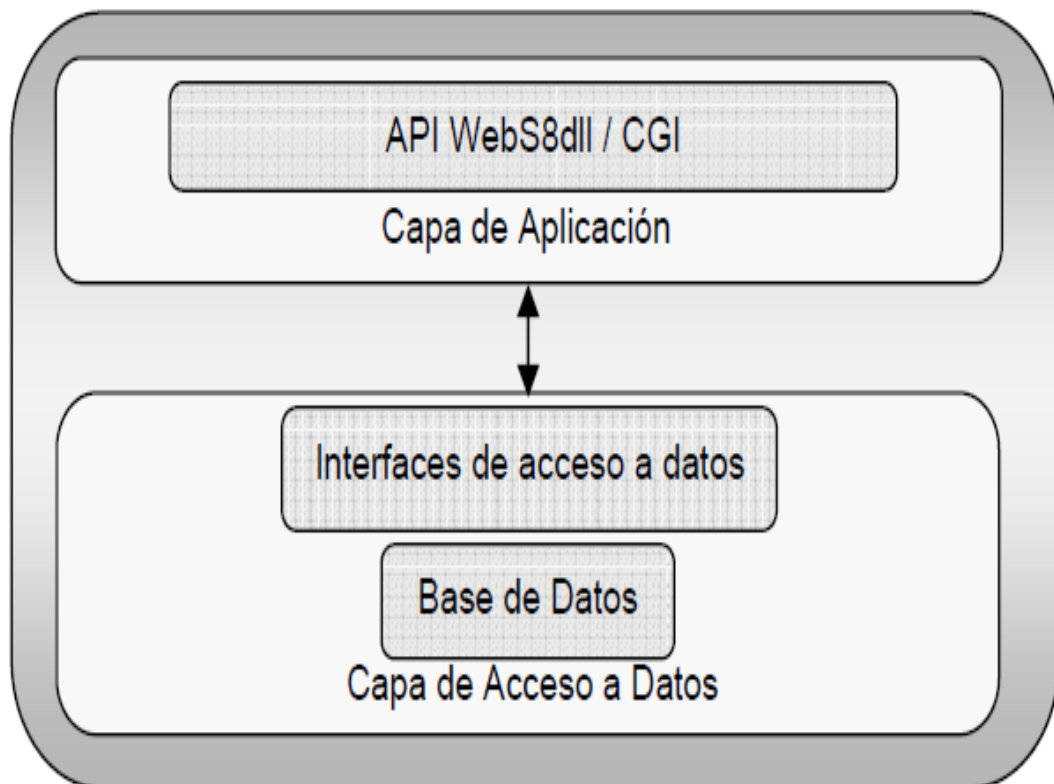 API WebS8dll / CGI
Capa de Aplicación
Interfaces de acceso a datos
Base de Datos
Capa de Acceso a Datos